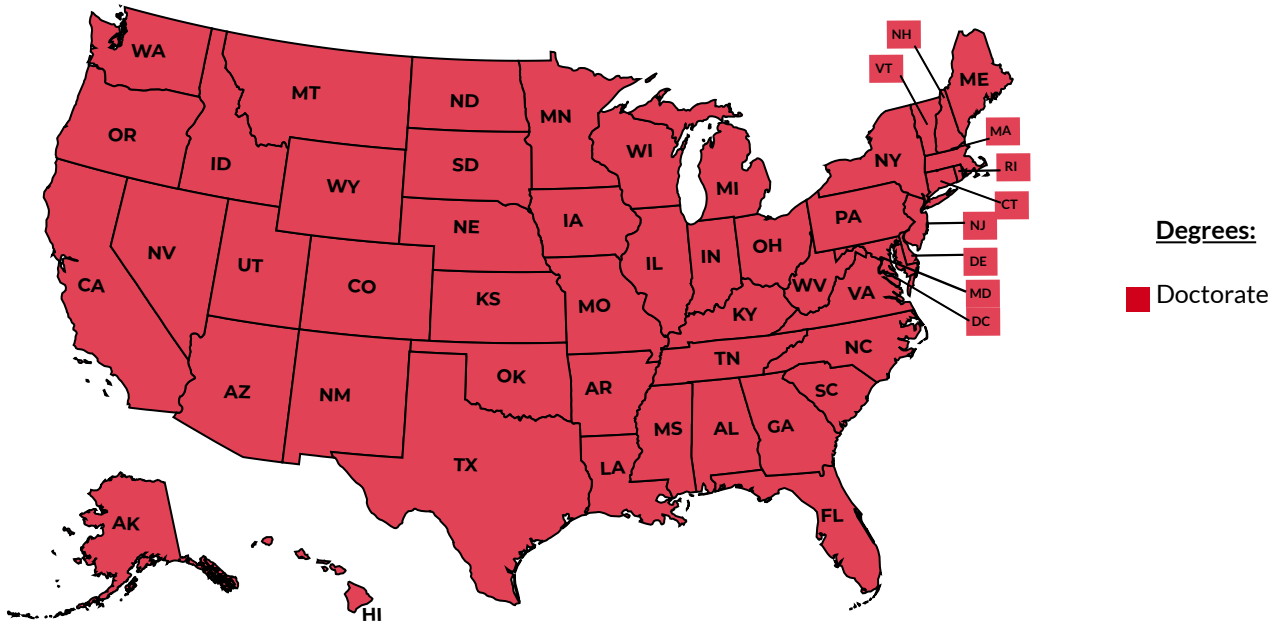 WA
MT
ND
MN
OR
ID
WY
SD
WI
MI
NY
ME
NH
VT
MA
RI
CT
NJ
DE
MD
DC
NV
UT
CO
NE
IA
IL
IN
OH
PA
CA
KS
MO
KY
WV
VA
AZ
NM
OK
AR
TN
NC
SC
TX
LA
MS
AL
GA
FL
AK
HI
Degrees:
Doctorate